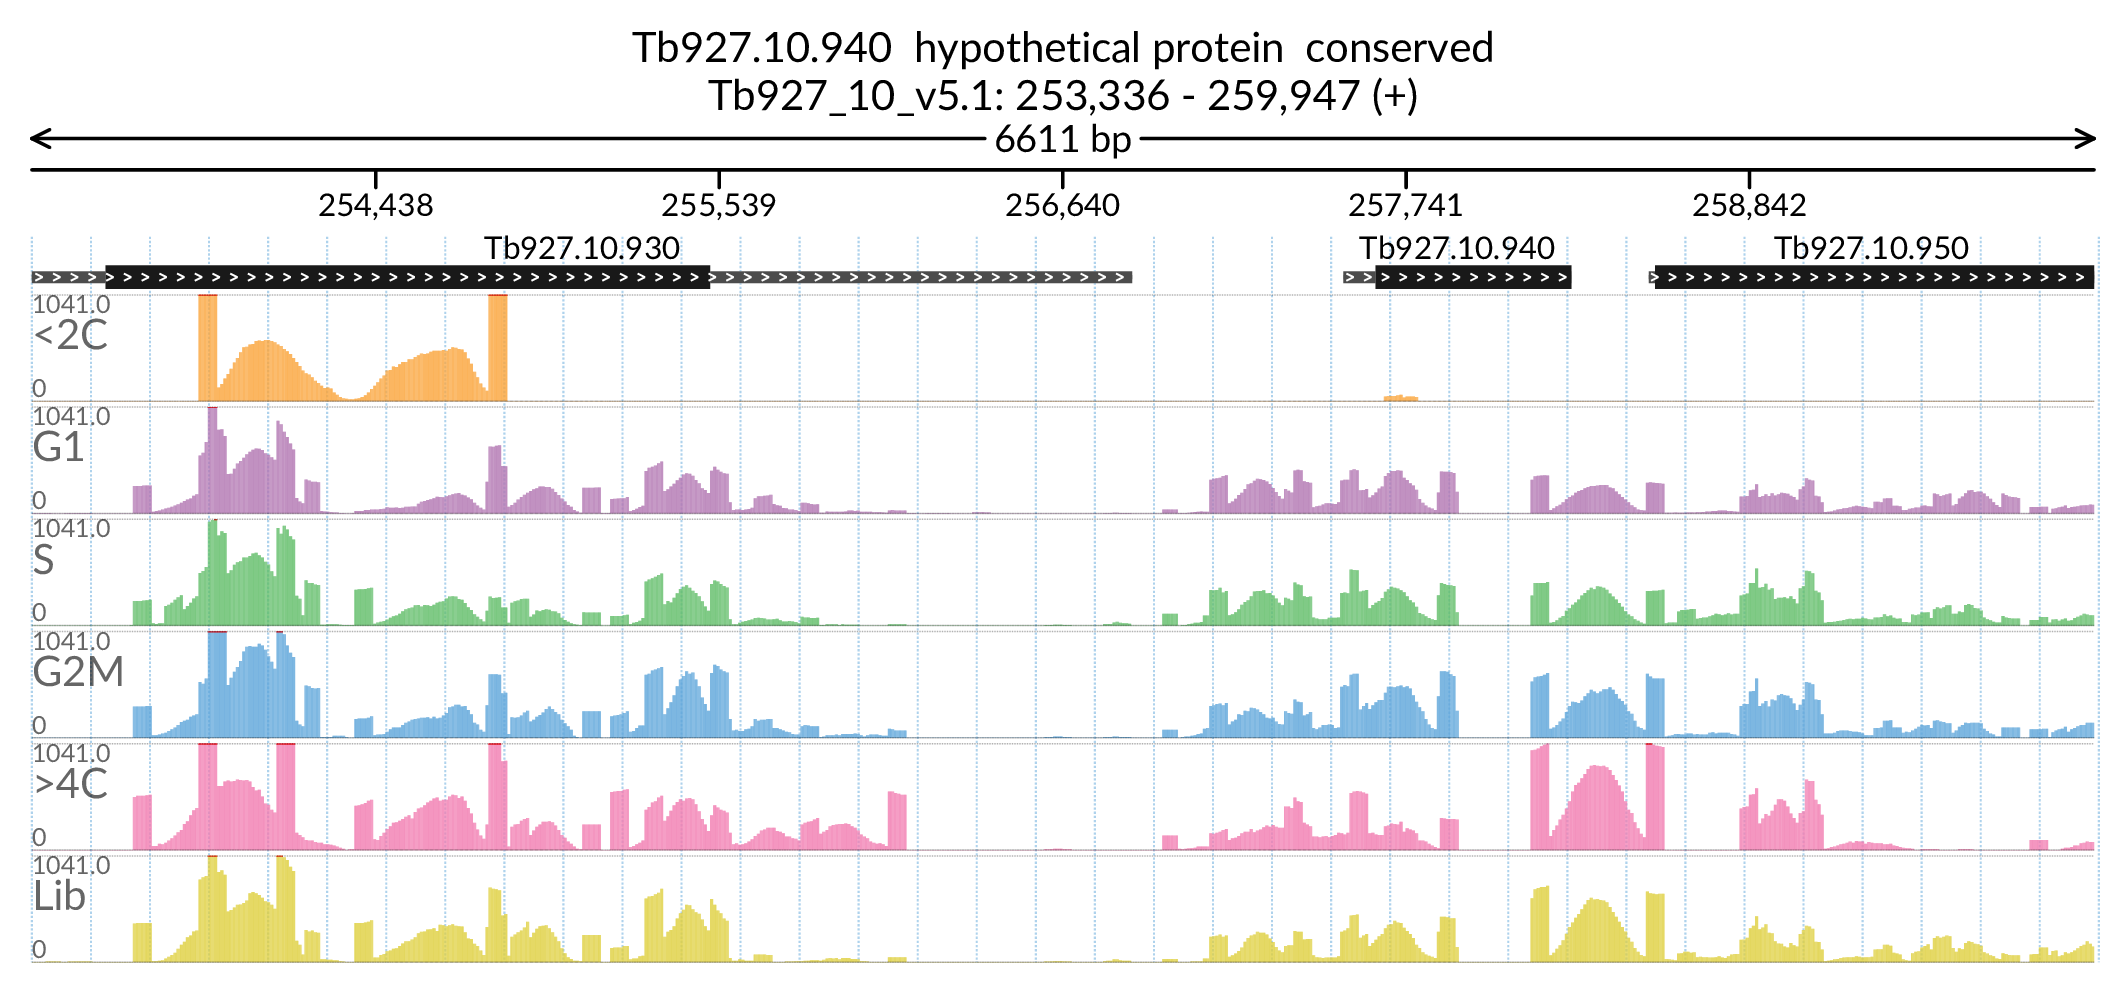 Tb927.10.940 hypothetical protein conserved
Tb927_10_v5.1: 253,336 - 259,947 (+)
6611 bp
254,438 255,539 256,640 257,741 258,842
Tb927.10.930 Tb927.10.940 Tb927.10.950
1041.0
<2C
0
1041.0
G1
0
1041.0
S
0
1041.0
G2M
0
1041.0
>4C
0
1041.0
Lib
0